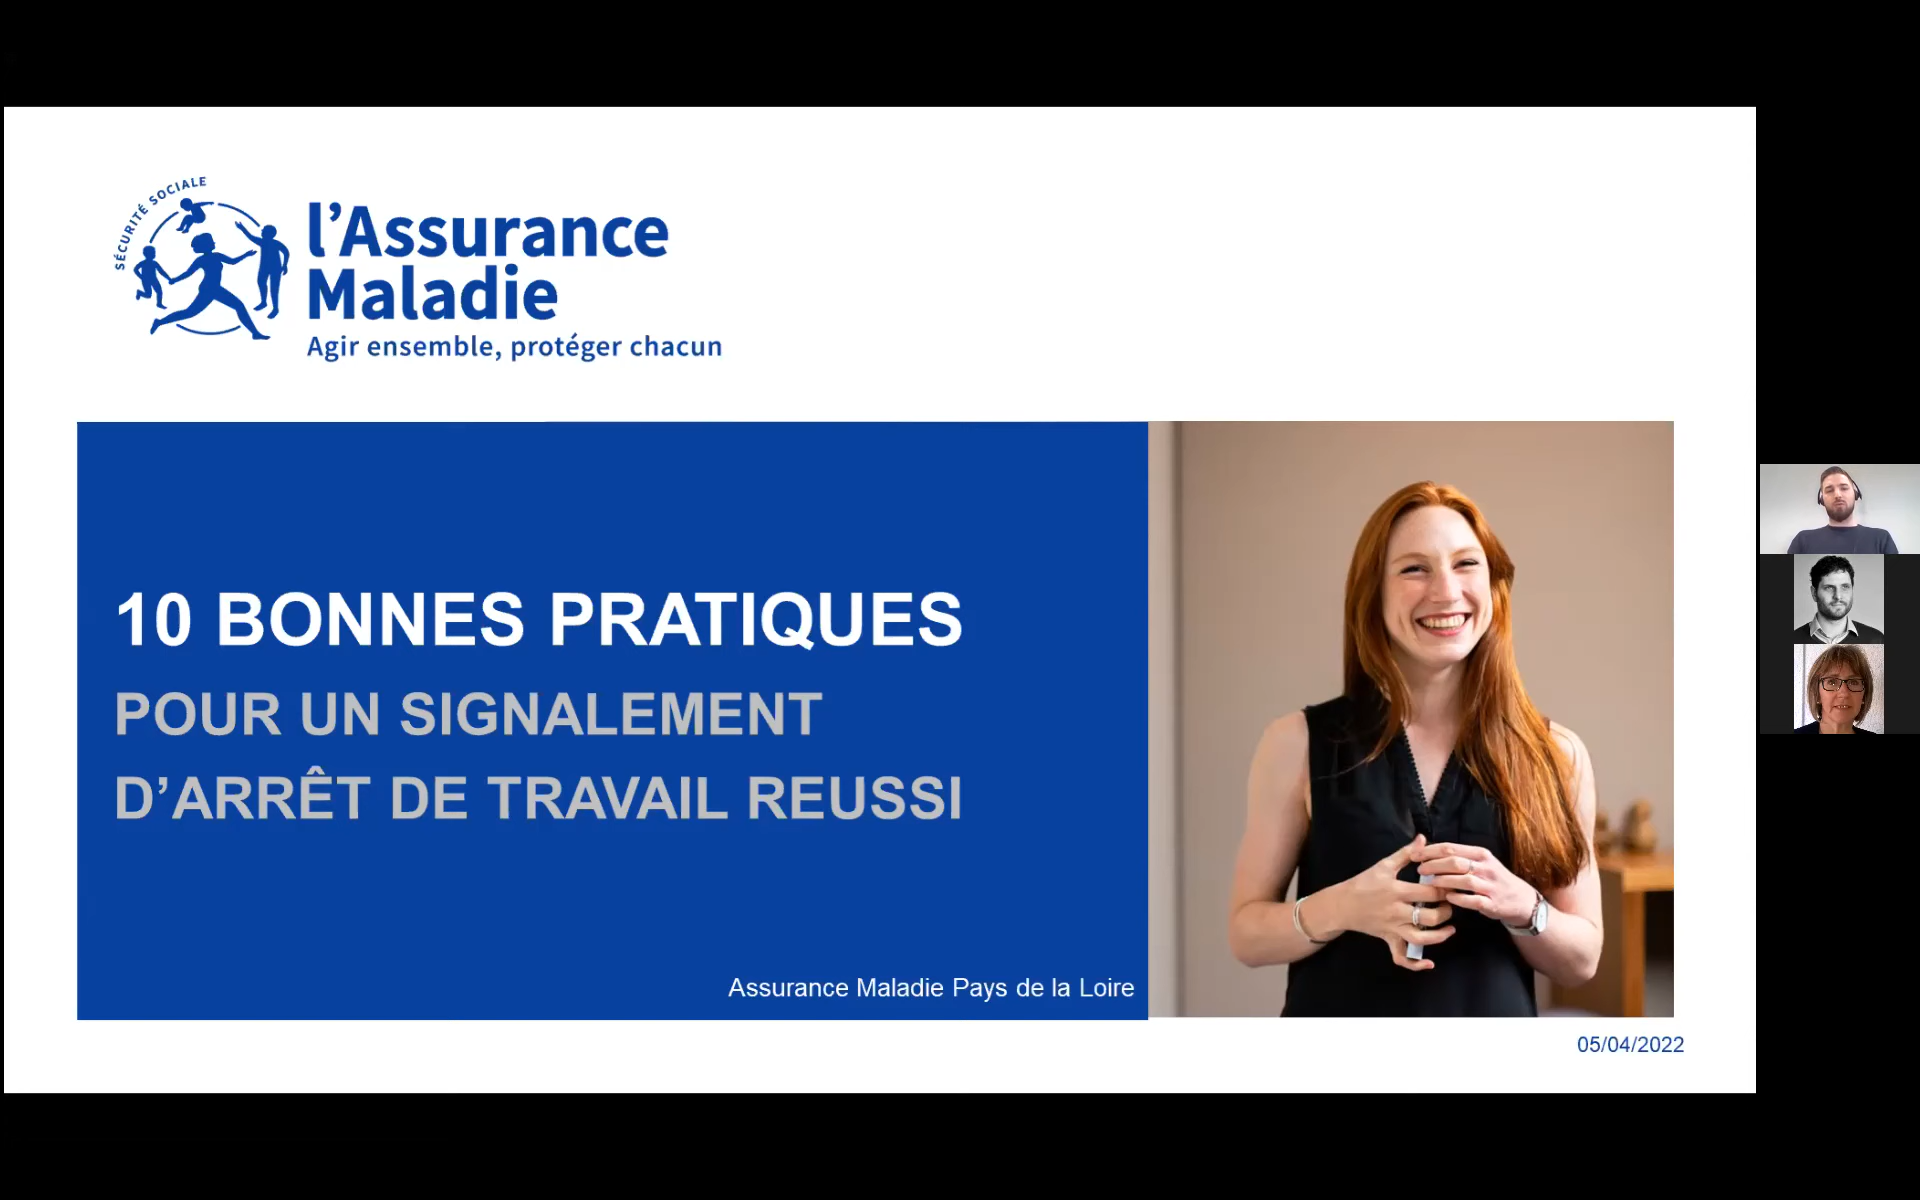 SÉCURITÉ SOCIALE
l’Assurance
Maladie
Agir ensemble, protéger chacun
10 BONNES PRATIQUES
POUR UN SIGNALEMENT
D’ARRÊT DE TRAVAIL REUSSI
Assurance Maladie Pays de la Loire
05/04/2022